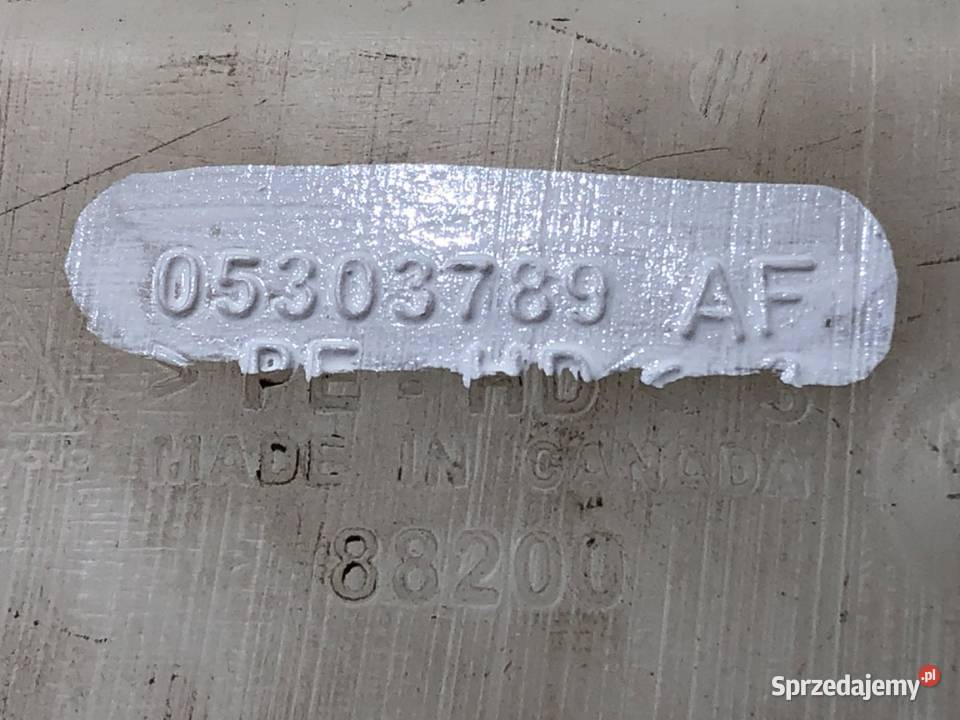 05303789 AF
>PE-HD<
MADE IN CANADA
88200
Sprzedajemy.pl